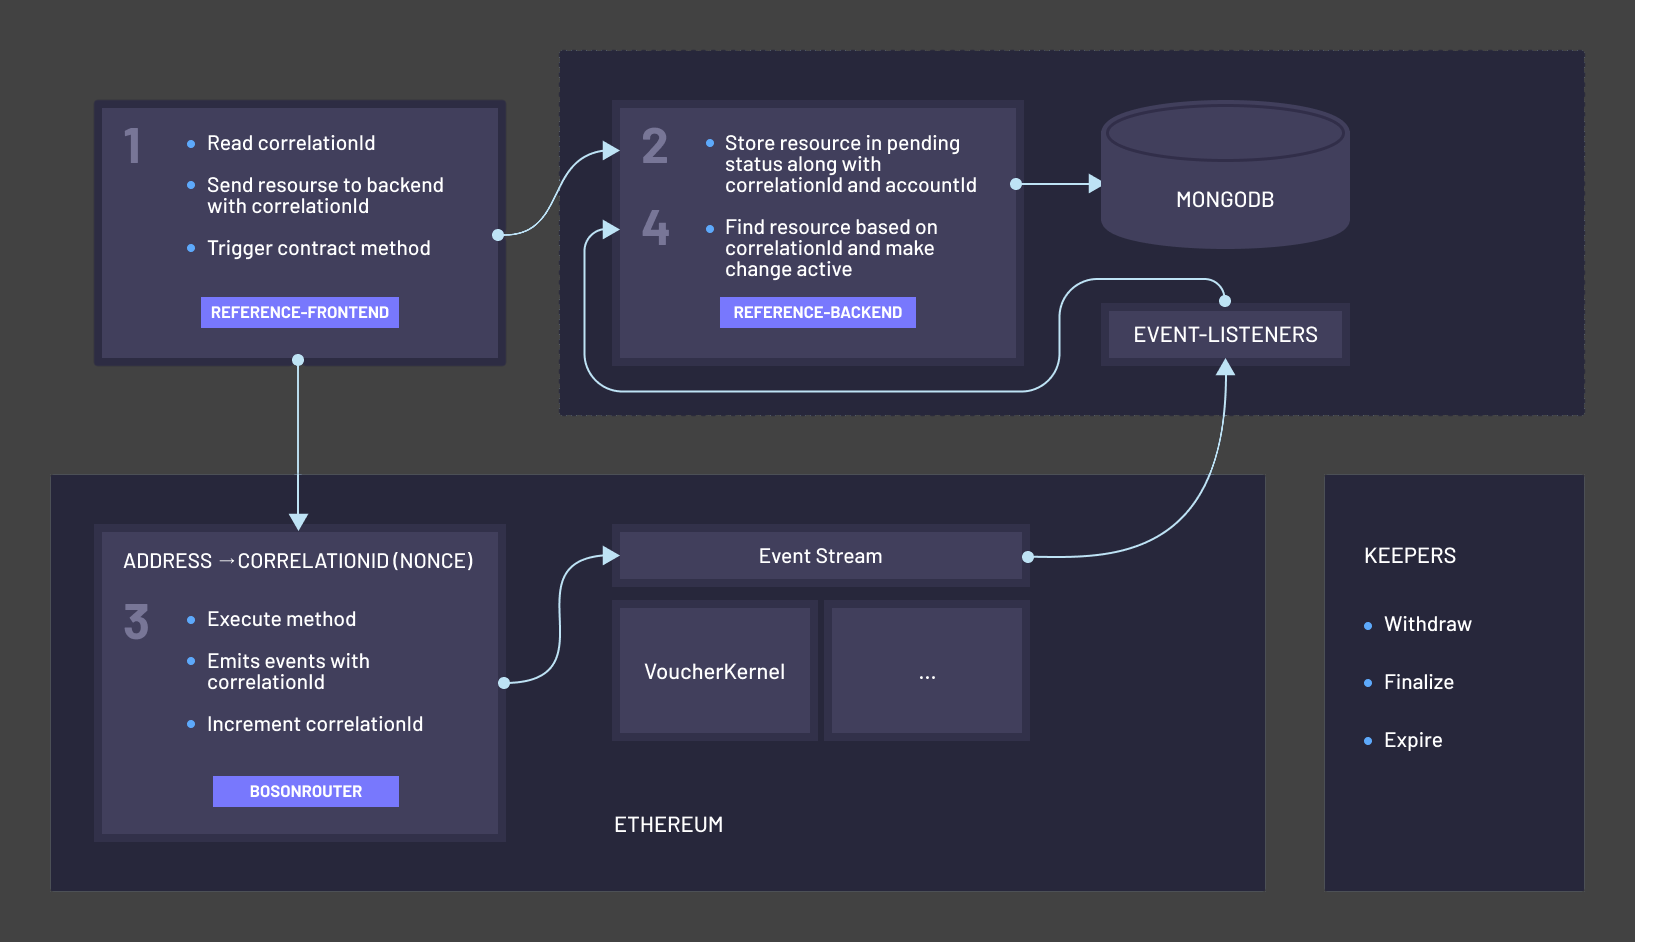 1
Read correlationId
Send resourse to backend
with correlationId
Trigger contract method
REFERENCE-FRONTEND
2
Store resource in pending
status along with
correlationId and accountId
4
Find resource based on
correlationId and make
change active
REFERENCE-BACKEND
MONGODB
EVENT-LISTENERS
ADDRESS →CORRELATIONID (NONCE)
3
Execute method
Emits events with
correlationId
Increment correlationId
BOSONROUTER
Event Stream
VoucherKernel
...
ETHEREUM
KEEPERS
Withdraw
Finalize
Expire